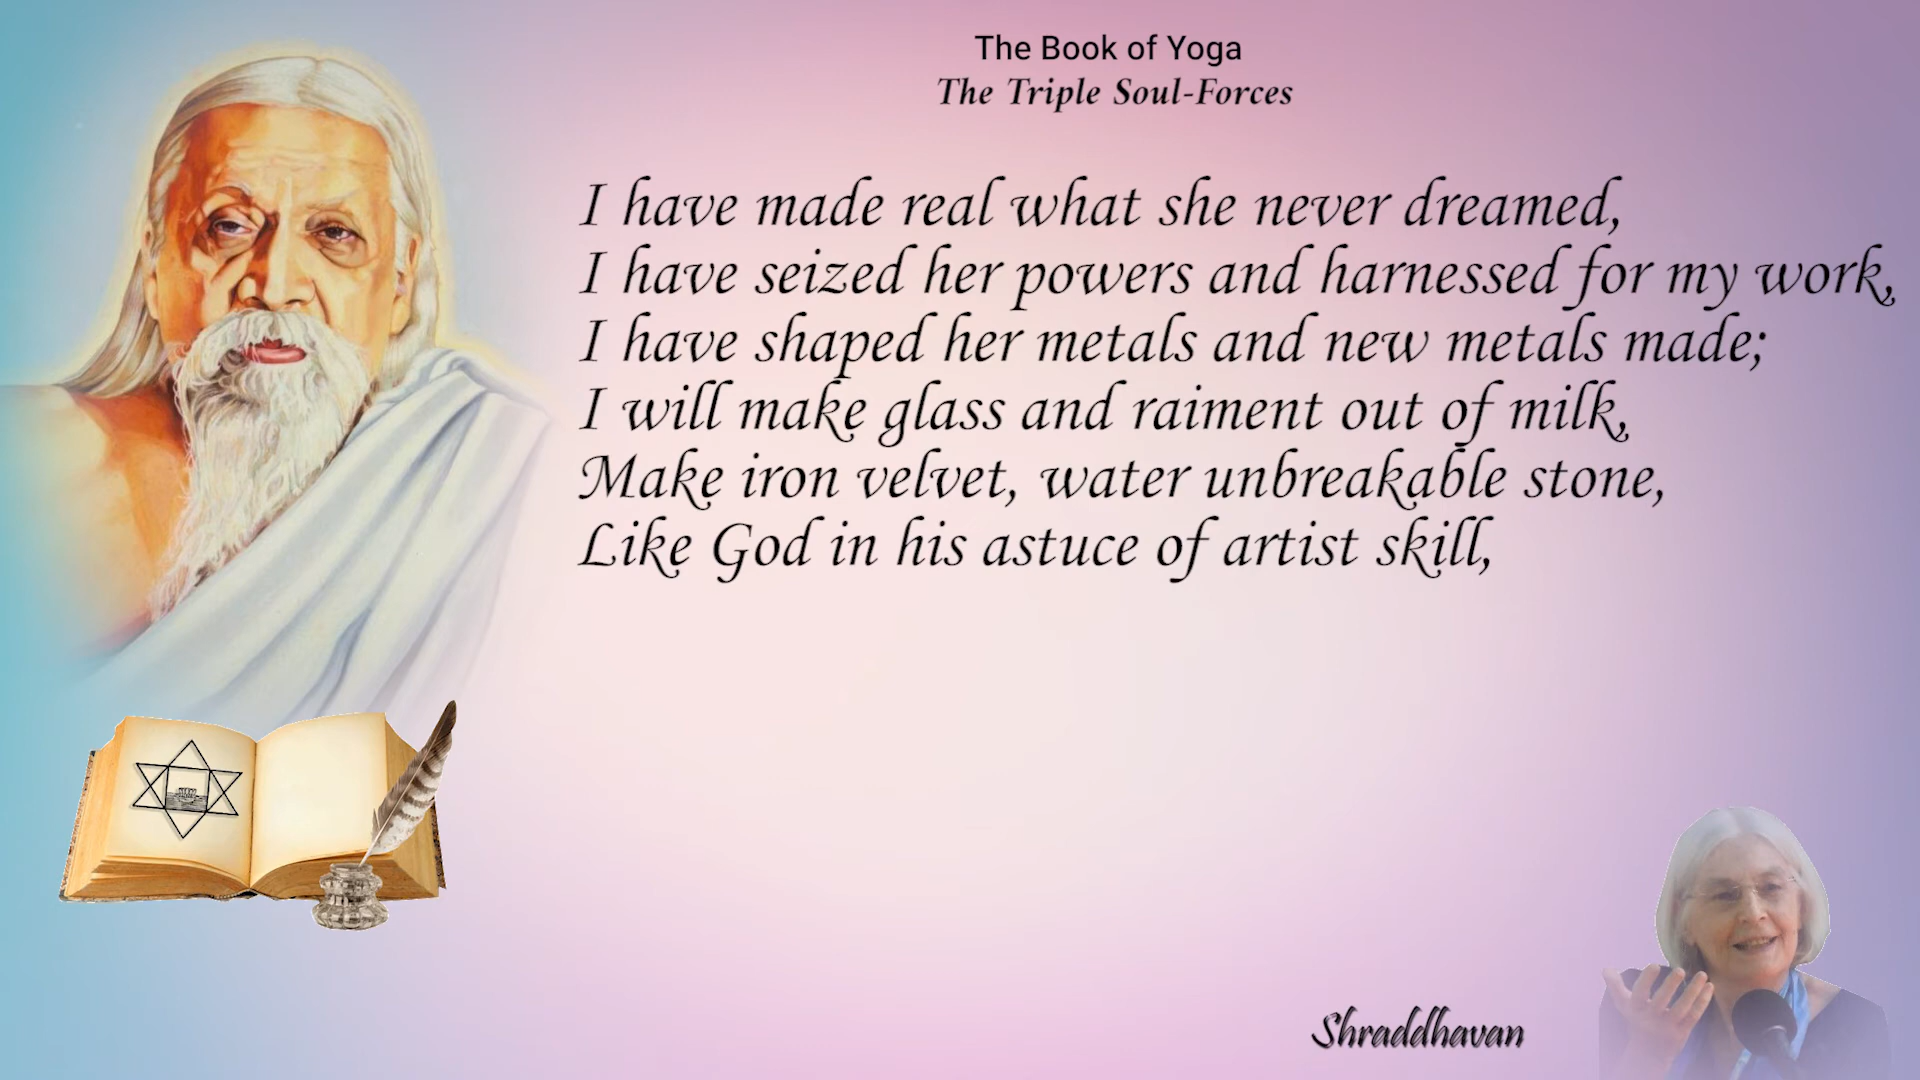 The Book of Yoga
The Triple Soul-Forces
I have made real what she never dreamed,
I have seized her powers and harnessed for my work,
I have shaped her metals and new metals made;
I will make glass and raiment out of milk,
Make iron velvet, water unbreakable stone,
Like God in his astuce of artist skill,
Shraddhavan